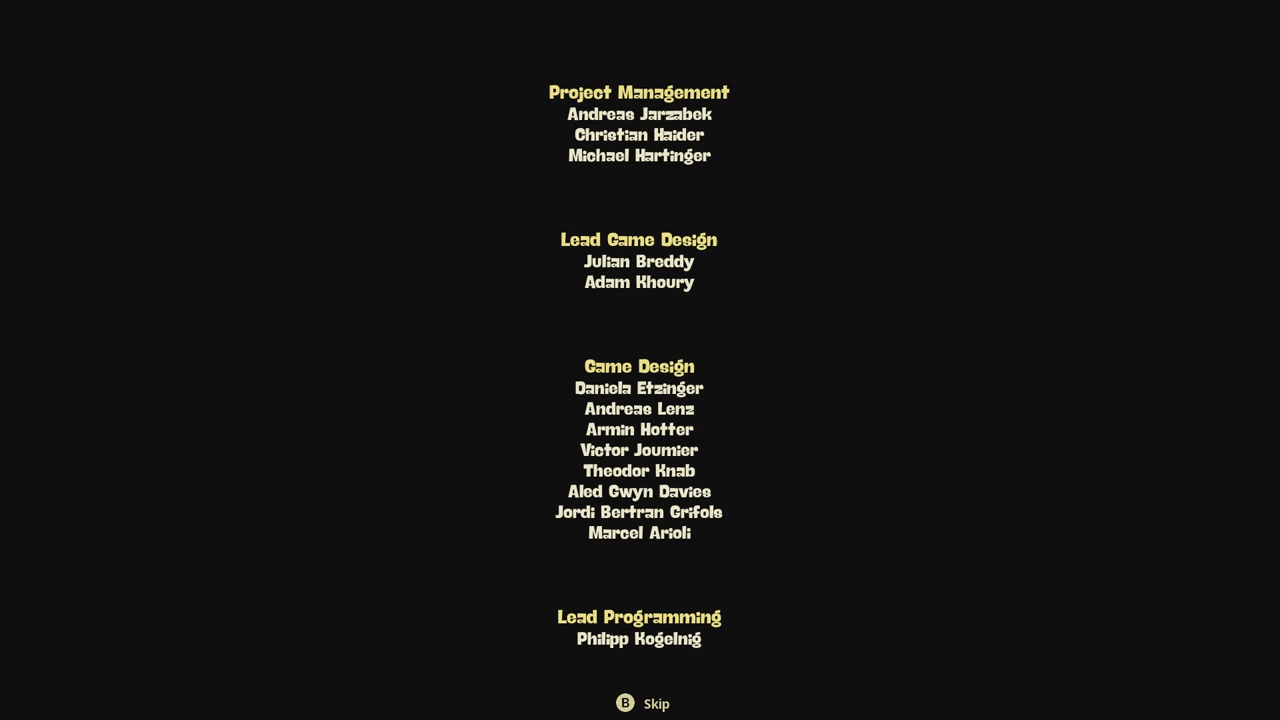 Project Management
Andreas Jarzabek
Christian Haider
Michael Hartinger
Lead Game Design
Julian Breddy
Adam Khoury
Game Design
Daniela Etzinger
Andreas Lenz
Armin Hotter
Victor Joumier
Theodor Knab
Aled Gwyn Davies
Jordi Bertran Grifols
Marcel Arioli
Lead Programming
Philipp Kogelnig
B Skip